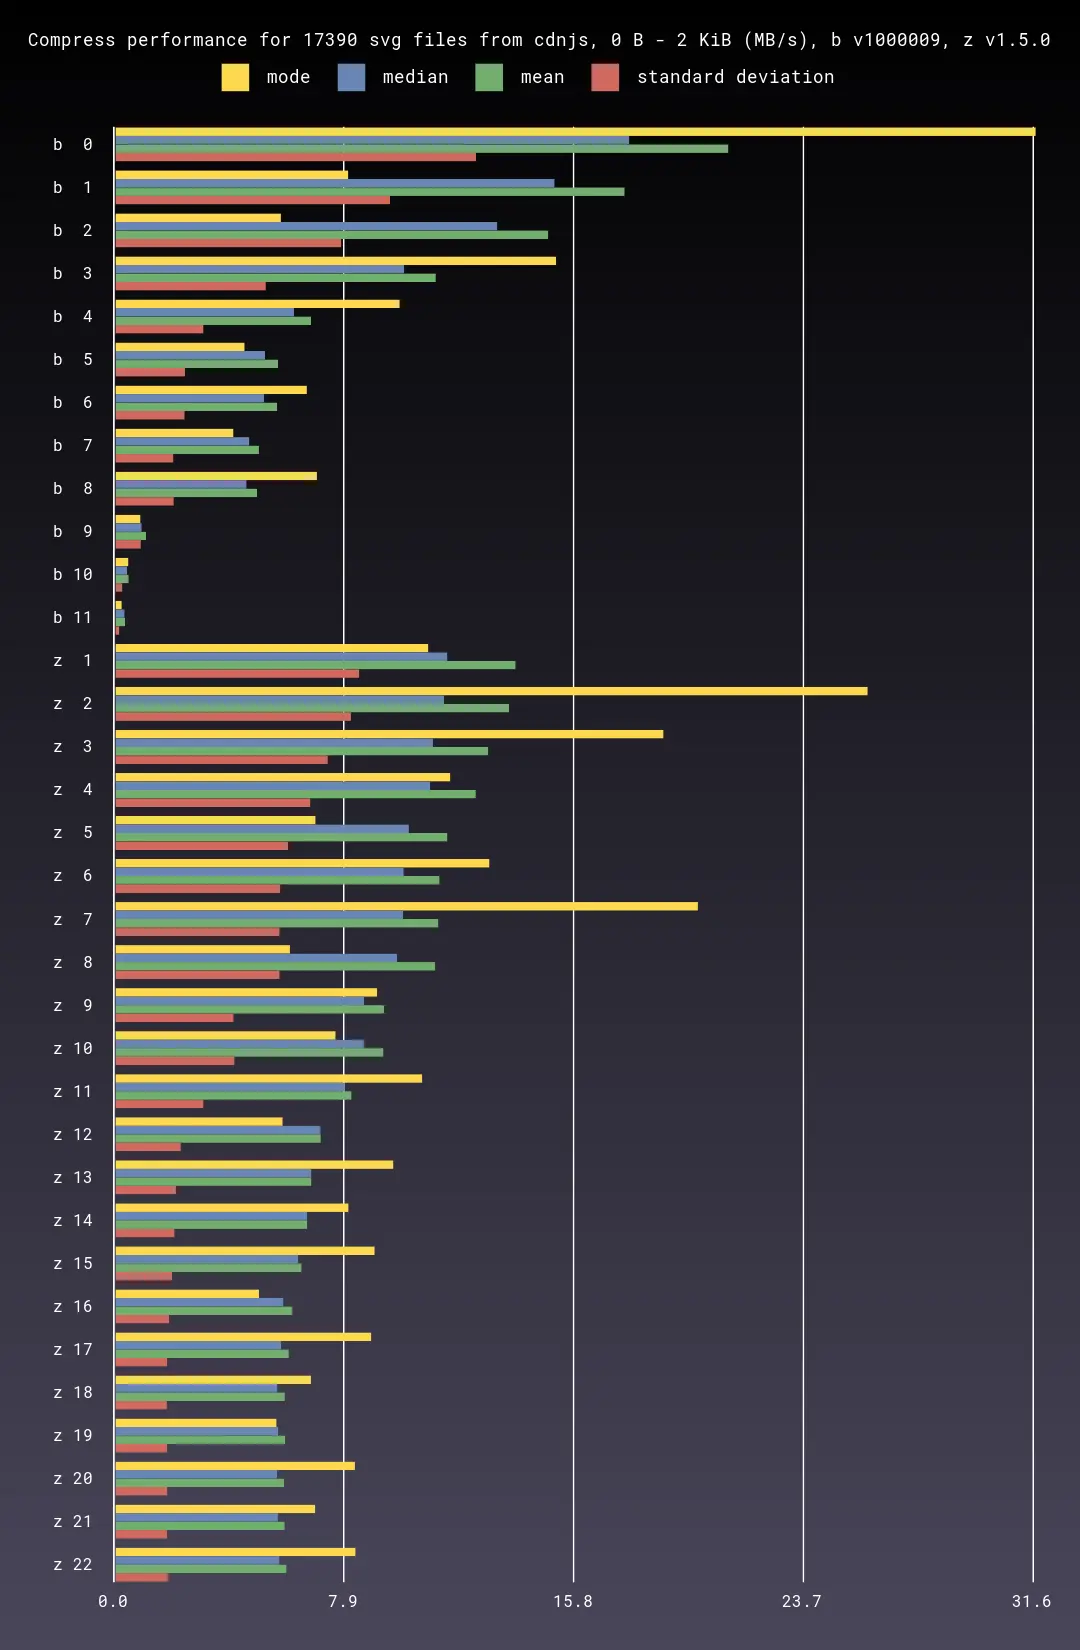 Compress performance for 17390 svg files from cdnjs, 0 B - 2 KiB (MB/s), b v1000009, z v1.5.0
mode median mean standard deviation
b 0
b 1
b 2
b 3
b 4
b 5
b 6
b 7
b 8
b 9
b 10
b 11
z 1
z 2
z 3
z 4
z 5
z 6
z 7
z 8
z 9
z 10
z 11
z 12
z 13
z 14
z 15
z 16
z 17
z 18
z 19
z 20
z 21
z 22
0.0 7.9 15.8 23.7 31.6